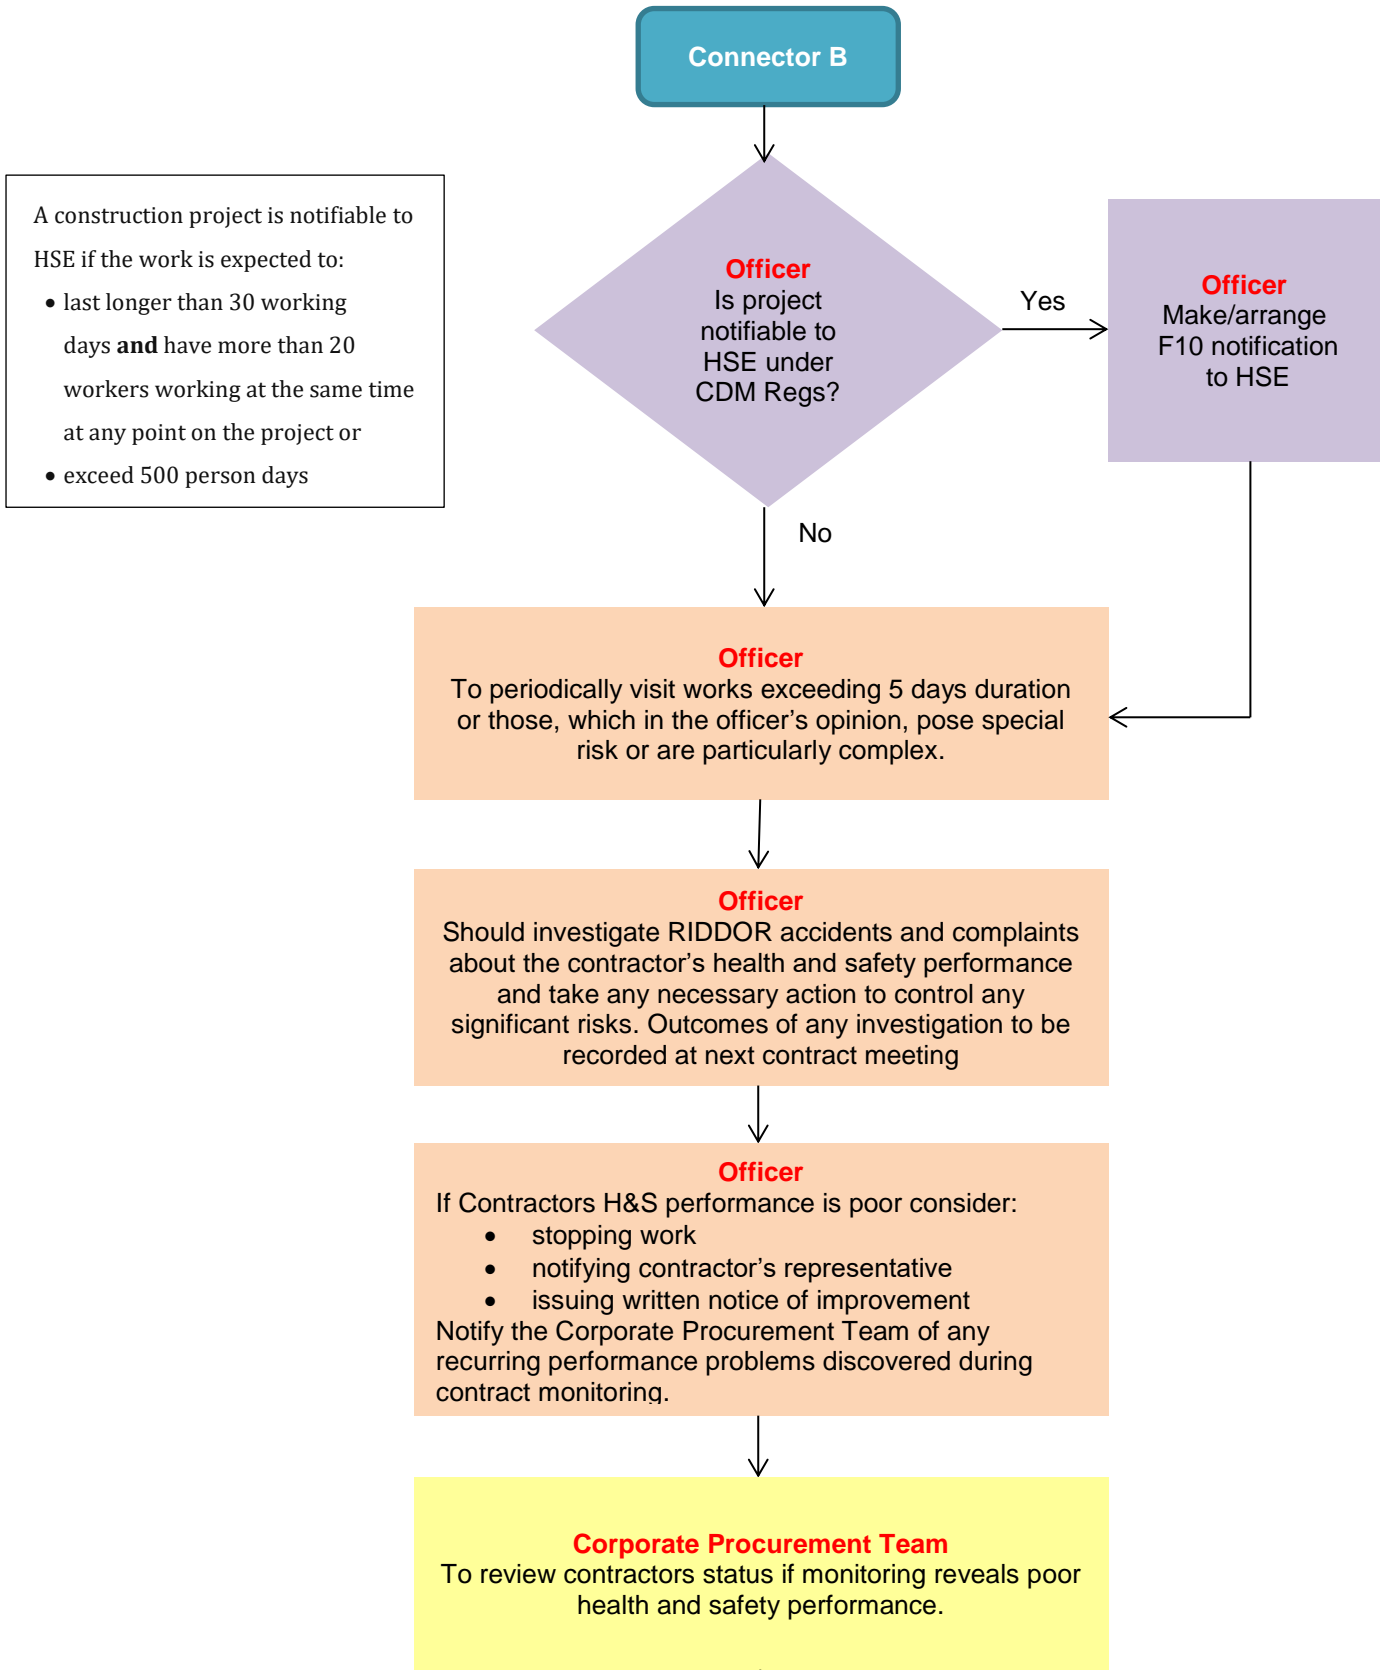 Connector B
A construction project is notifiable to
HSE if the work is expected to:
• last longer than 30 working
days and have more than 20
workers working at the same time
at any point on the project or
• exceed 500 person days
Officer
Is project
notifiable to
HSE under
CDM Regs?
Yes
Officer
Make/arrange
F10 notification
to HSE
No
Officer
To periodically visit works exceeding 5 days duration
or those, which in the officer’s opinion, pose special
risk or are particularly complex.
Officer
Should investigate RIDDOR accidents and complaints
about the contractor’s health and safety performance
and take any necessary action to control any
significant risks. Outcomes of any investigation to be
recorded at next contract meeting
Officer
If Contractors H&S performance is poor consider:
• stopping work
• notifying contractor’s representative
• issuing written notice of improvement
Notify the Corporate Procurement Team of any
recurring performance problems discovered during
contract monitoring.
Corporate Procurement Team
To review contractors status if monitoring reveals poor
health and safety performance.